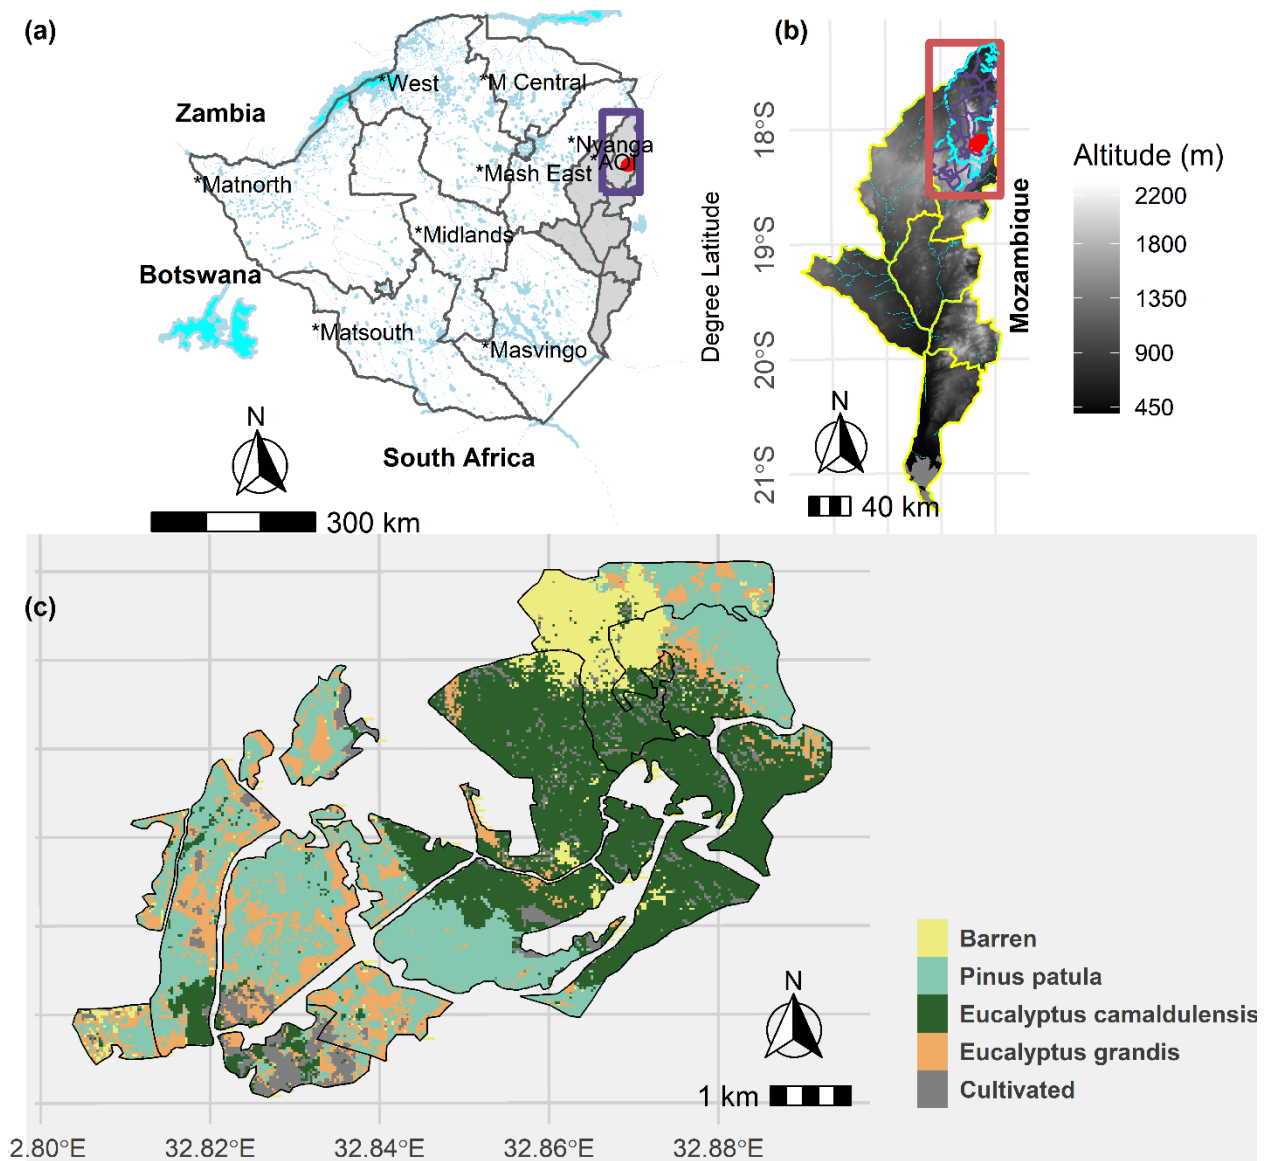 (a)
Zambia
*West
*M Central
*Nyanga
*AOI
*Mash East
*Matnorth
*Midlands
Botswana
*Matsouth
*Masvingo
N
South Africa
300 km
(b)
18°S
19°S
20°S
21°S
Degree Latitude
Mozambique
N
40 km
Altitude (m)
2200
1800
1350
900
450
(c)
Barren
Pinus patula
Eucalyptus camaldulensis
Eucalyptus grandis
Cultivated
N
1 km
2.80°E
32.82°E
32.84°E
32.86°E
32.88°E